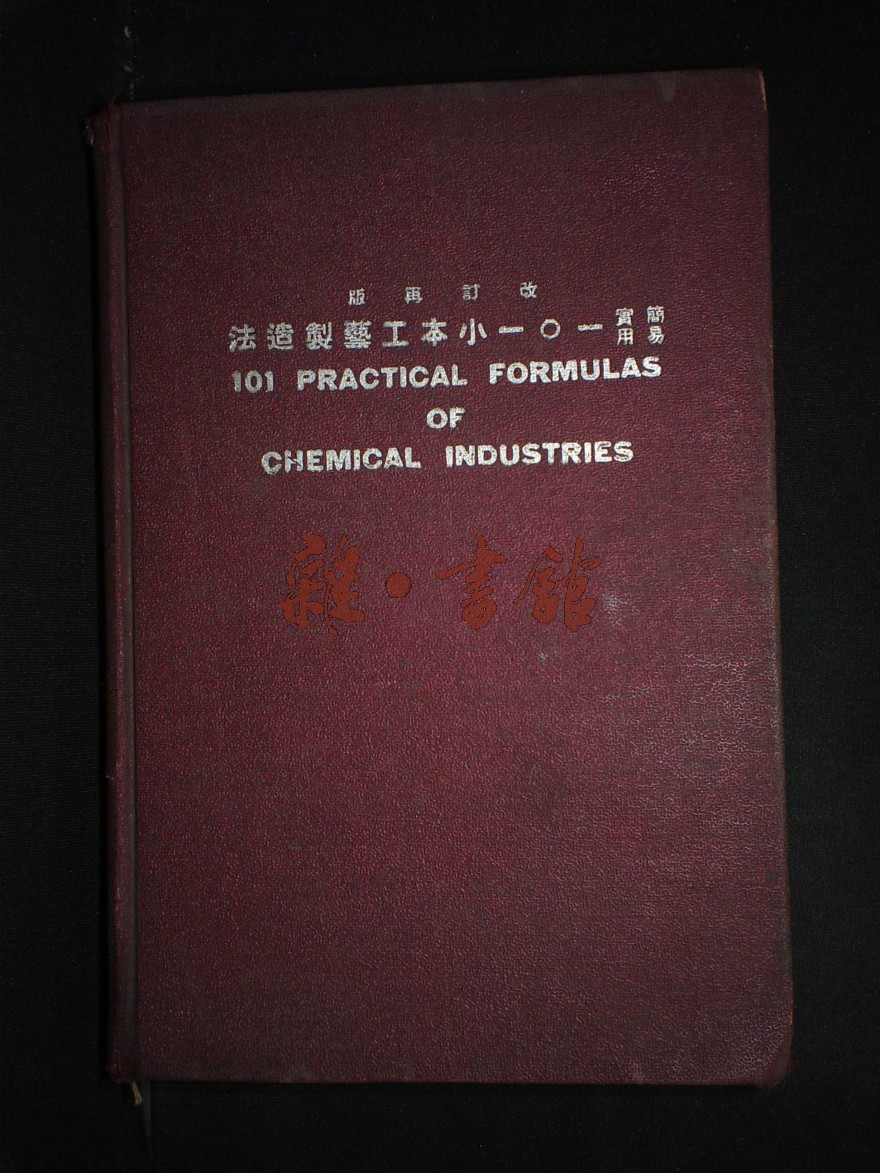 改訂再版
簡易實用一〇一小本工藝製造法
101 PRACTICAL FORMULAS
OF
CHEMICAL INDUSTRIES
雜·書館